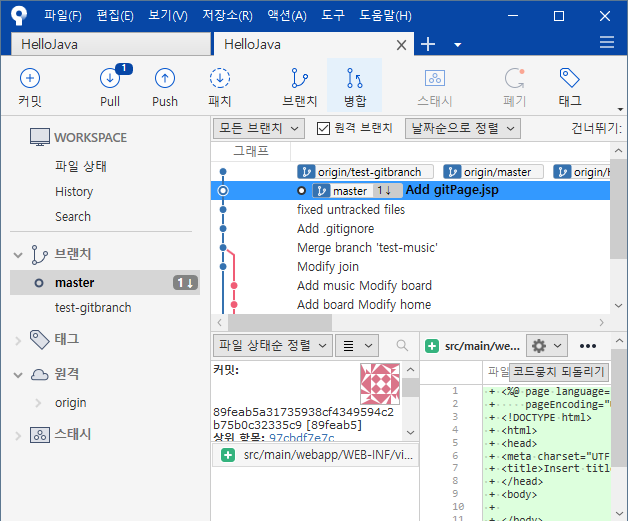 파일(F) 편집(E) 보기(V) 저장소(R) 액션(A) 도구 도움말(H)
HelloJava HelloJava
1
커밋 Pull Push 패치 브랜치 병합 스태시 폐기 태그
WORKSPACE
파일 상태
History
Search
브랜치
master 1↓
test-gitbranch
태그
원격
origin
스태시
모든 브랜치 원격 브랜치 날짜순으로 정렬 건너뛰기:
그래프
origin/test-gitbranch origin/master origin/H
master 1↓ Add gitPage.jsp
fixed untracked files
Add .gitignore
Merge branch 'test-music'
Modify join
Add music Modify board
Add board Modify home
파일 상태순 정렬
커밋:
89feab5a31735938cf4349594c2
b75b0c32335c9 [89feab5]
상위 항목: 97cbdf7e7c
src/main/webapp/WEB-INF/vi...
src/main/we...
파일 코드뭉치 되돌리기
1 + <%@ page language=
2 + pageEncoding="
3 + <!DOCTYPE html>
4 + <html>
5 + <head>
6 + <meta charset="UTF
7 + <title>Insert titl
8 + </head>
9 + <body>
10 +
11 + </body>